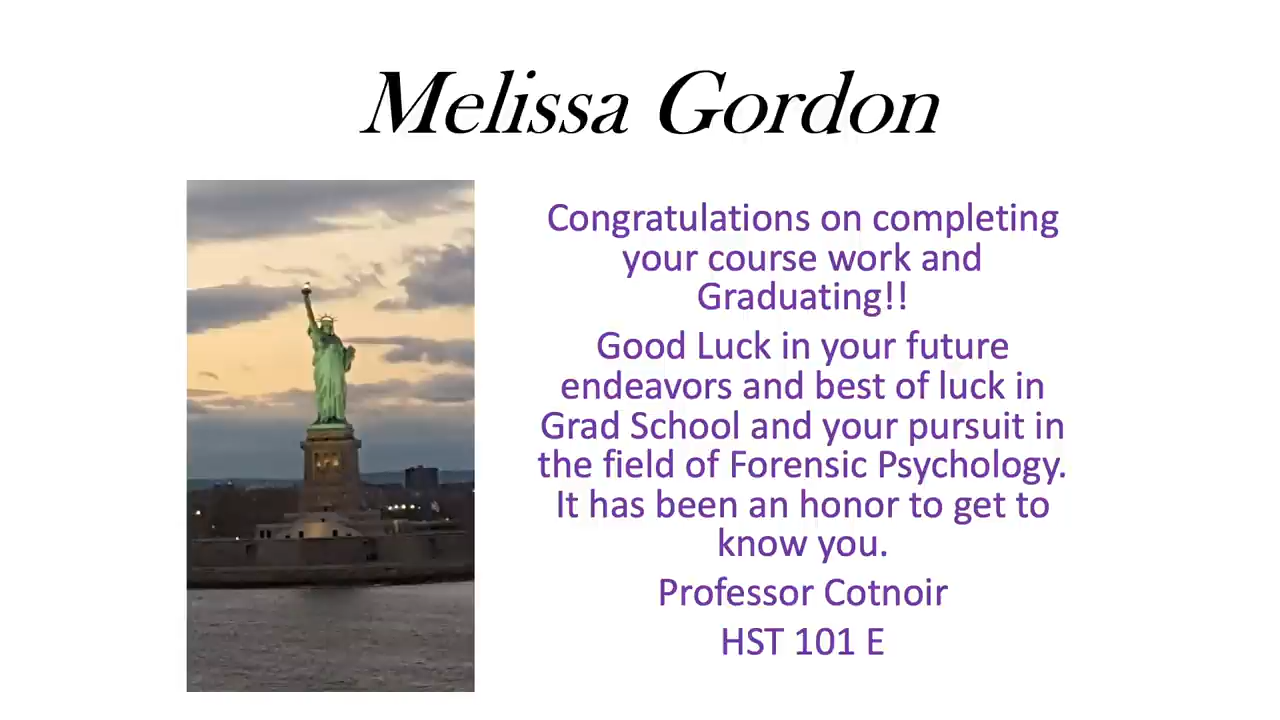 Melissa Gordon
Congratulations on completing
your course work and
Graduating!!
Good Luck in your future
endeavors and best of luck in
Grad School and your pursuit in
the field of Forensic Psychology.
It has been an honor to get to
know you.
Professor Cotnoir
HST 101 E